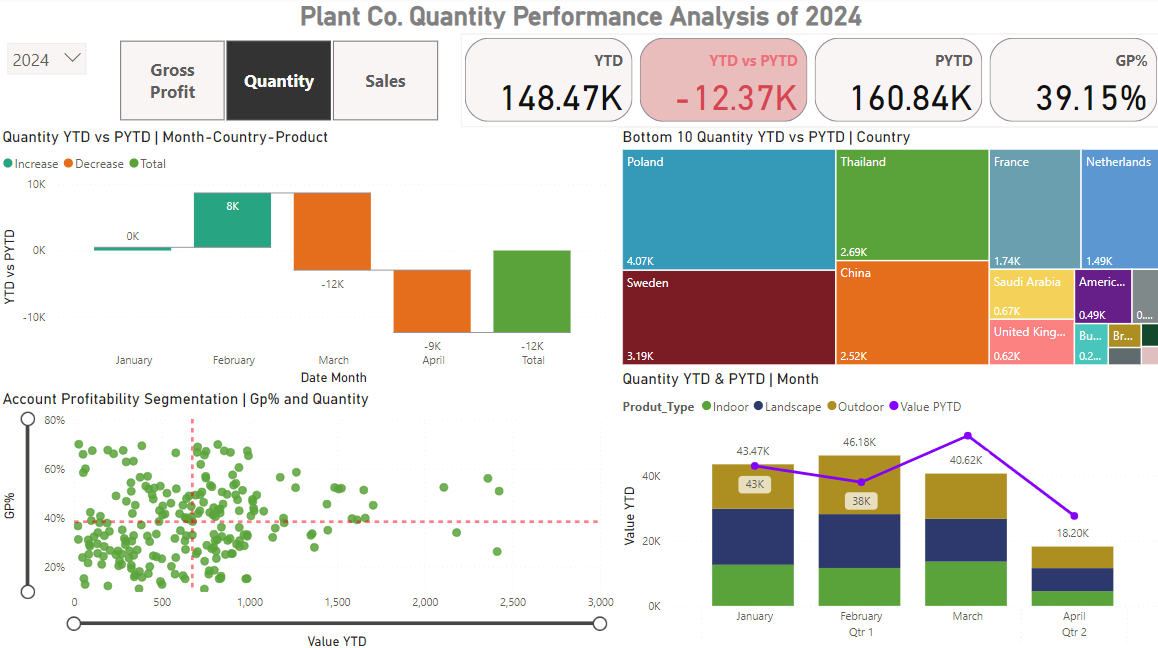 Plant Co. Quantity Performance Analysis of 2024
2024
Gross
Profit
Quantity
Sales
YTD
148.47K
YTD vs PYTD
-12.37K
PYTD
160.84K
GP%
39.15%
Quantity YTD vs PYTD | Month-Country-Product
Increase Decrease Total
YTD vs PYTD
10K
0K
-10K
0K
8K
-12K
-9K
-12K
January
February
March
April
Total
Date Month
Bottom 10 Quantity YTD vs PYTD | Country
Poland
4.07K
Sweden
3.19K
Thailand
2.69K
China
2.52K
France
1.74K
Netherlands
1.49K
Saudi Arabia
0.67K
United King...
0.62K
Americ...
0.49K
0....
Bu...
0.2...
Br...
Account Profitability Segmentation | Gp% and Quantity
GP%
80%
60%
40%
20%
0
500
1,000
1,500
2,000
2,500
3,000
Value YTD
Quantity YTD & PYTD | Month
Produt_Type Indoor Landscape Outdoor Value PYTD
Value YTD
40K
20K
0K
43.47K
46.18K
40.62K
18.20K
43K
38K
January
February
March
April
Qtr 1
Qtr 2